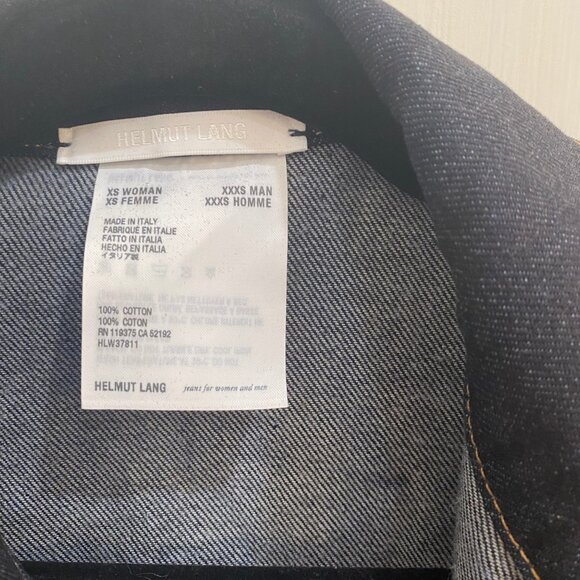 HELMUT LANG
XS WOMAN XXXS MAN
XS FEMME XXXS HOMME
MADE IN ITALY
FABRIQUÉ EN ITALIE
FATTO IN ITALIA
HECHO EN ITALIA
イタリア製
100% COTTON
100% COTON
RN 119375 CA 52192
HLW37811
HELMUT LANG jeans for women and men